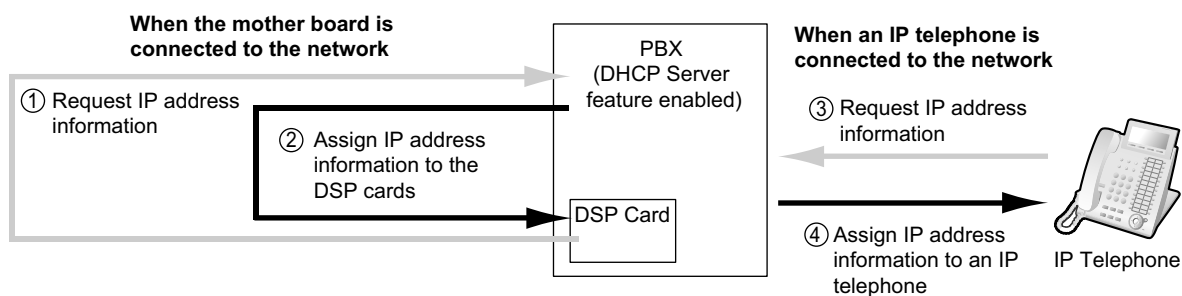 When the mother board is
connected to the network
① Request IP address
information
② Assign IP address
information to the
DSP cards
PBX
(DHCP Server
feature enabled)
DSP Card
When an IP telephone is
connected to the network
③ Request IP address
information
④ Assign IP address
information to an IP
telephone
IP Telephone